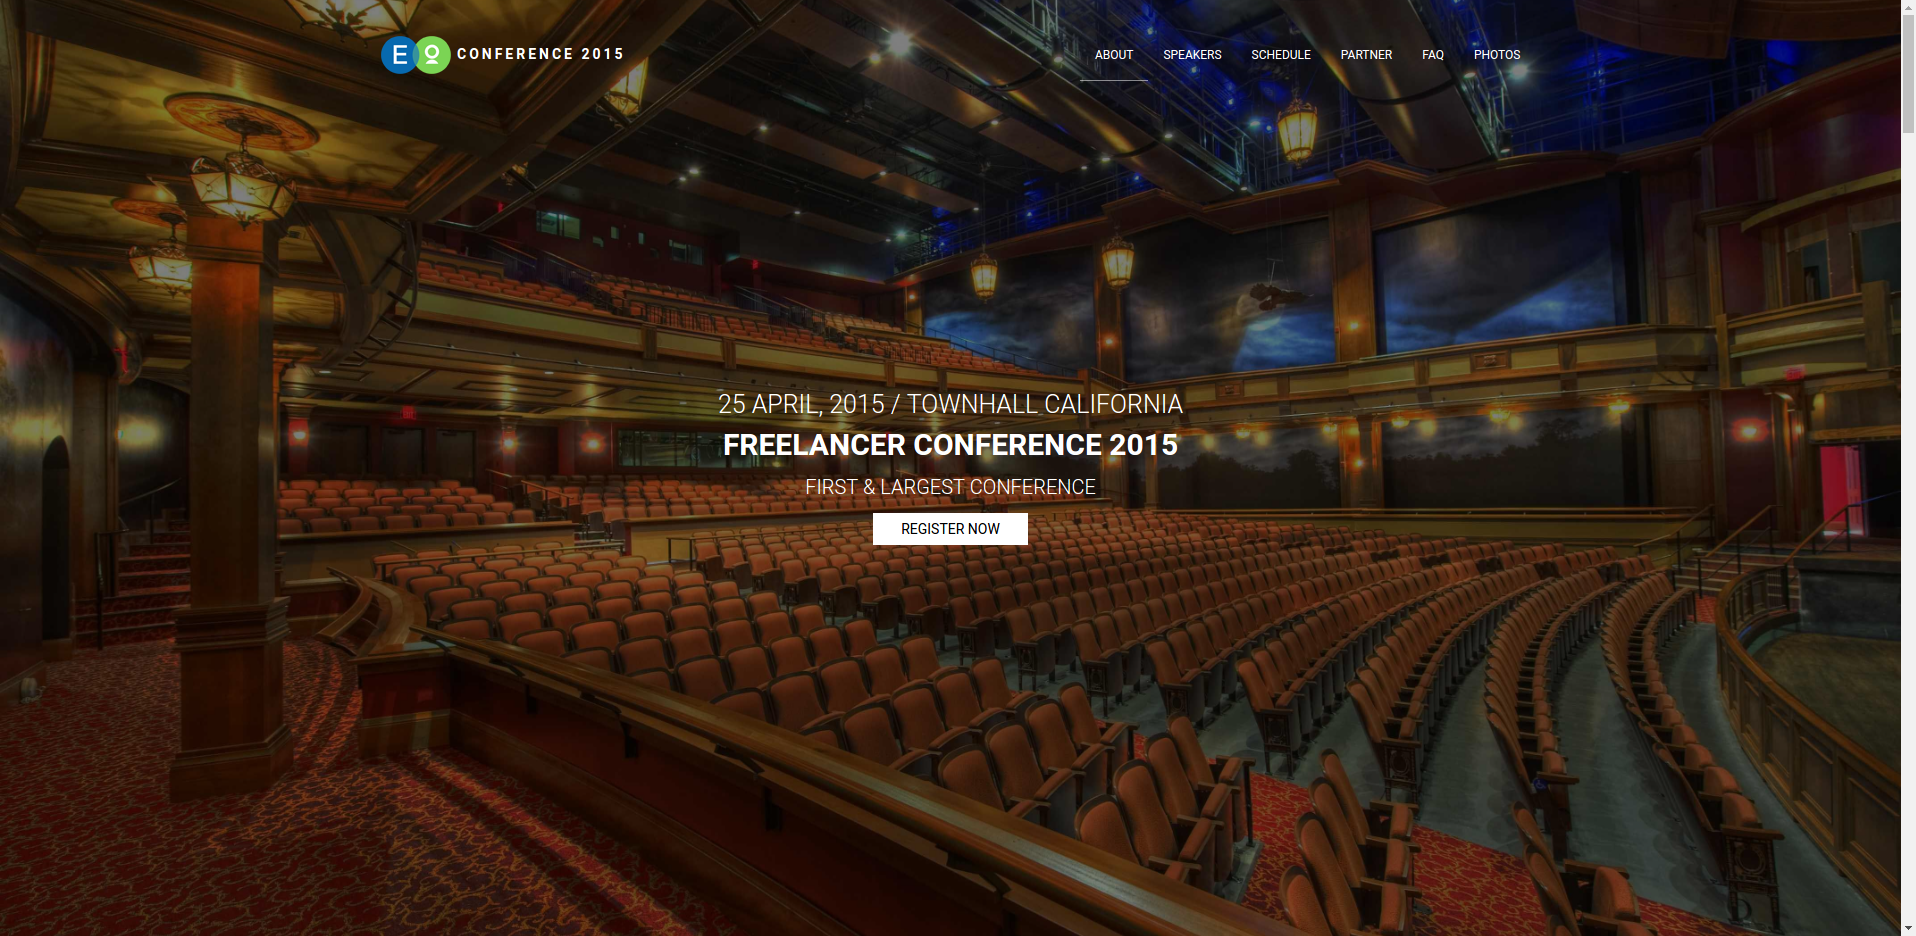 E CONFERENCE 2015
ABOUT SPEAKERS SCHEDULE PARTNER FAQ PHOTOS
25 APRIL, 2015 / TOWNHALL CALIFORNIA
FREELANCER CONFERENCE 2015
FIRST & LARGEST CONFERENCE
REGISTER NOW